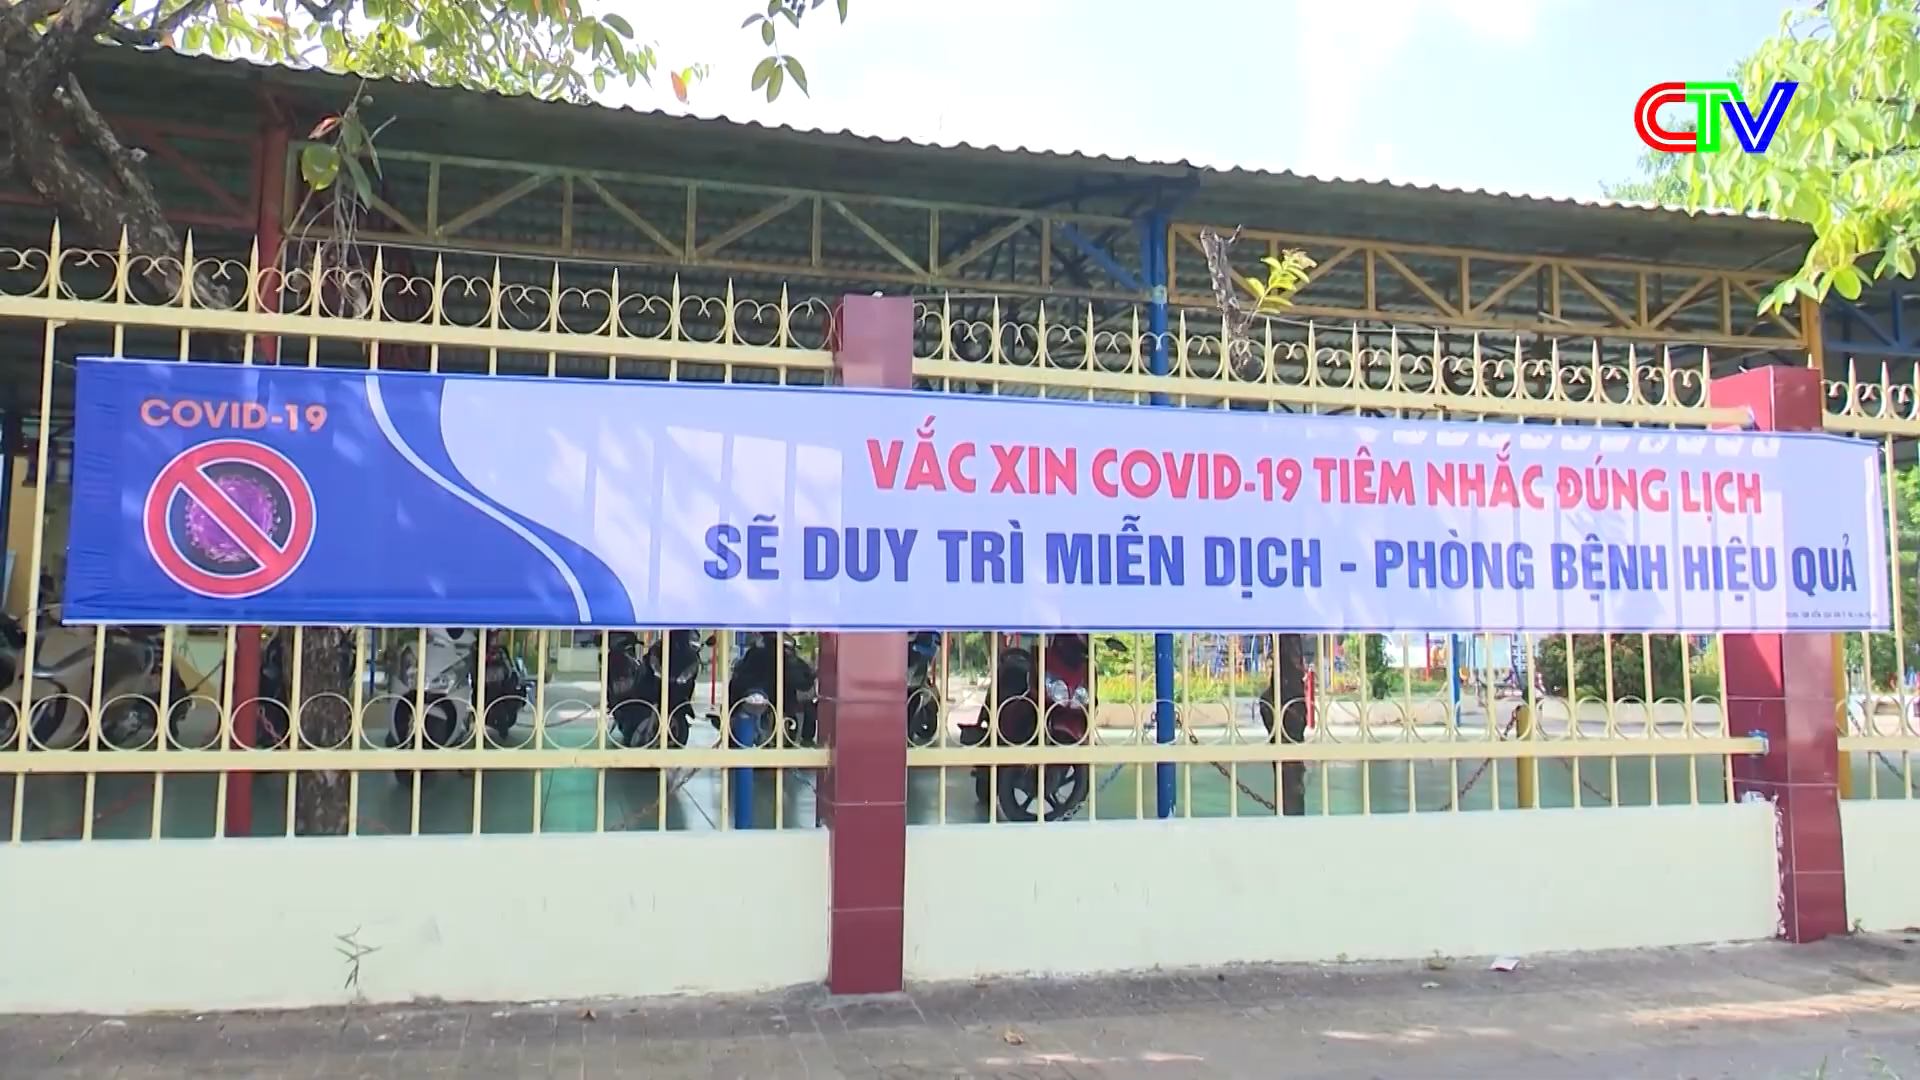 CTV
COVID-19
VẮC XIN COVID-19 TIÊM NHẮC ĐÚNG LỊCH
SẼ DUY TRÌ MIỄN DỊCH - PHÒNG BỆNH HIỆU QUẢ